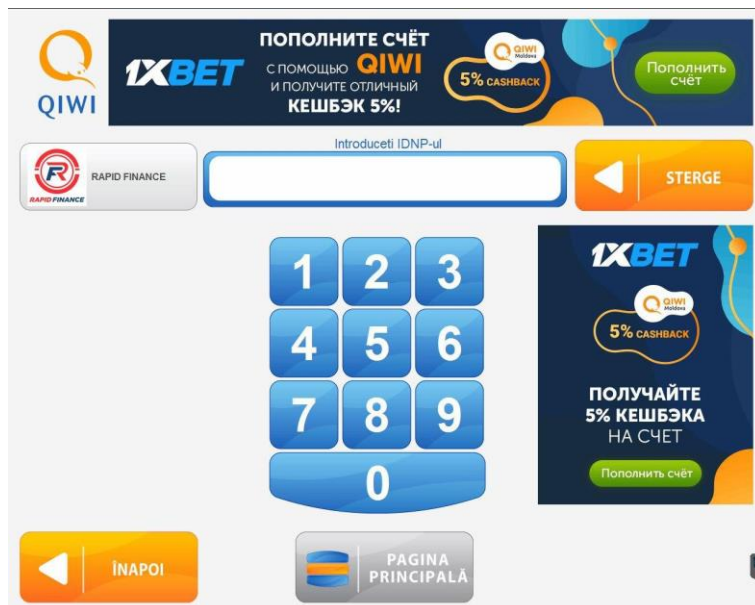 QIWI
1XBET
ПОПОЛНИТЕ СЧЁТ
С ПОМОЩЬЮ QIWI
И ПОЛУЧИТЕ ОТЛИЧНЫЙ
КЕШБЭК 5%!
QIWI
Moldova
5% CASHBACK
Пополнить
счёт
Introduceti IDNP-ul
FR
RAPID FINANCE
RAPID FINANCE
STERGE
1 2 3
4 5 6
7 8 9
0
1XBET
QIWI
Moldova
5% CASHBACK
ПОЛУЧАЙТЕ
5% КЕШБЭКА
НА СЧЕТ
Пополнить счёт
ÎNAPOI
PAGINA
PRINCIPALĂ